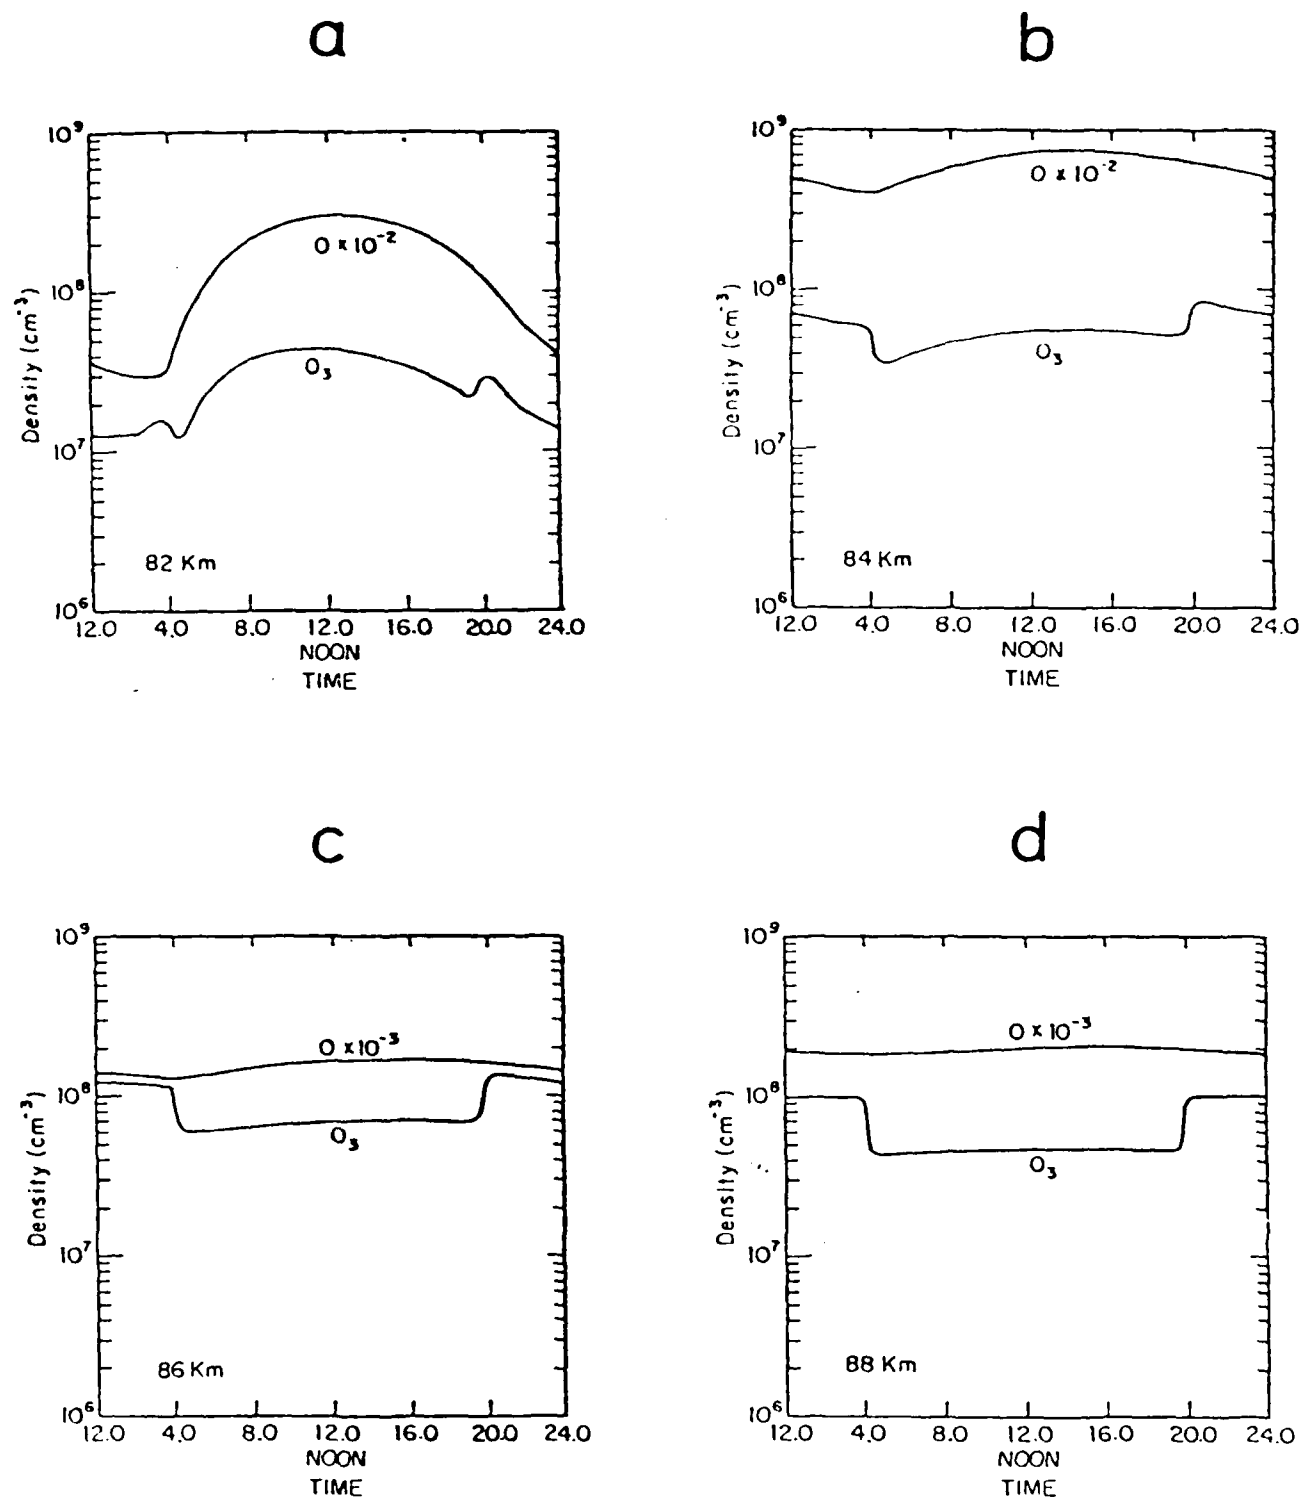 a
10⁹
10⁸
10⁷
10⁶
Density (cm⁻³)
O x 10⁻²
O₃
82 Km
12.0 4.0 8.0 12.0 16.0 20.0 24.0
NOON
TIME
b
10⁹
10⁸
10⁷
10⁶
Density (cm⁻³)
O x 10⁻²
O₃
84 Km
12.0 4.0 8.0 12.0 16.0 20.0 24.0
NOON
TIME
c
10⁹
10⁸
10⁷
10⁶
Density (cm⁻³)
O x 10⁻³
O₃
86 Km
12.0 4.0 8.0 12.0 16.0 20.0 24.0
NOON
TIME
d
10⁹
10⁸
10⁷
10⁶
Density (cm⁻³)
O x 10⁻³
O₃
88 Km
12.0 4.0 8.0 12.0 16.0 20.0 24.0
NOON
TIME